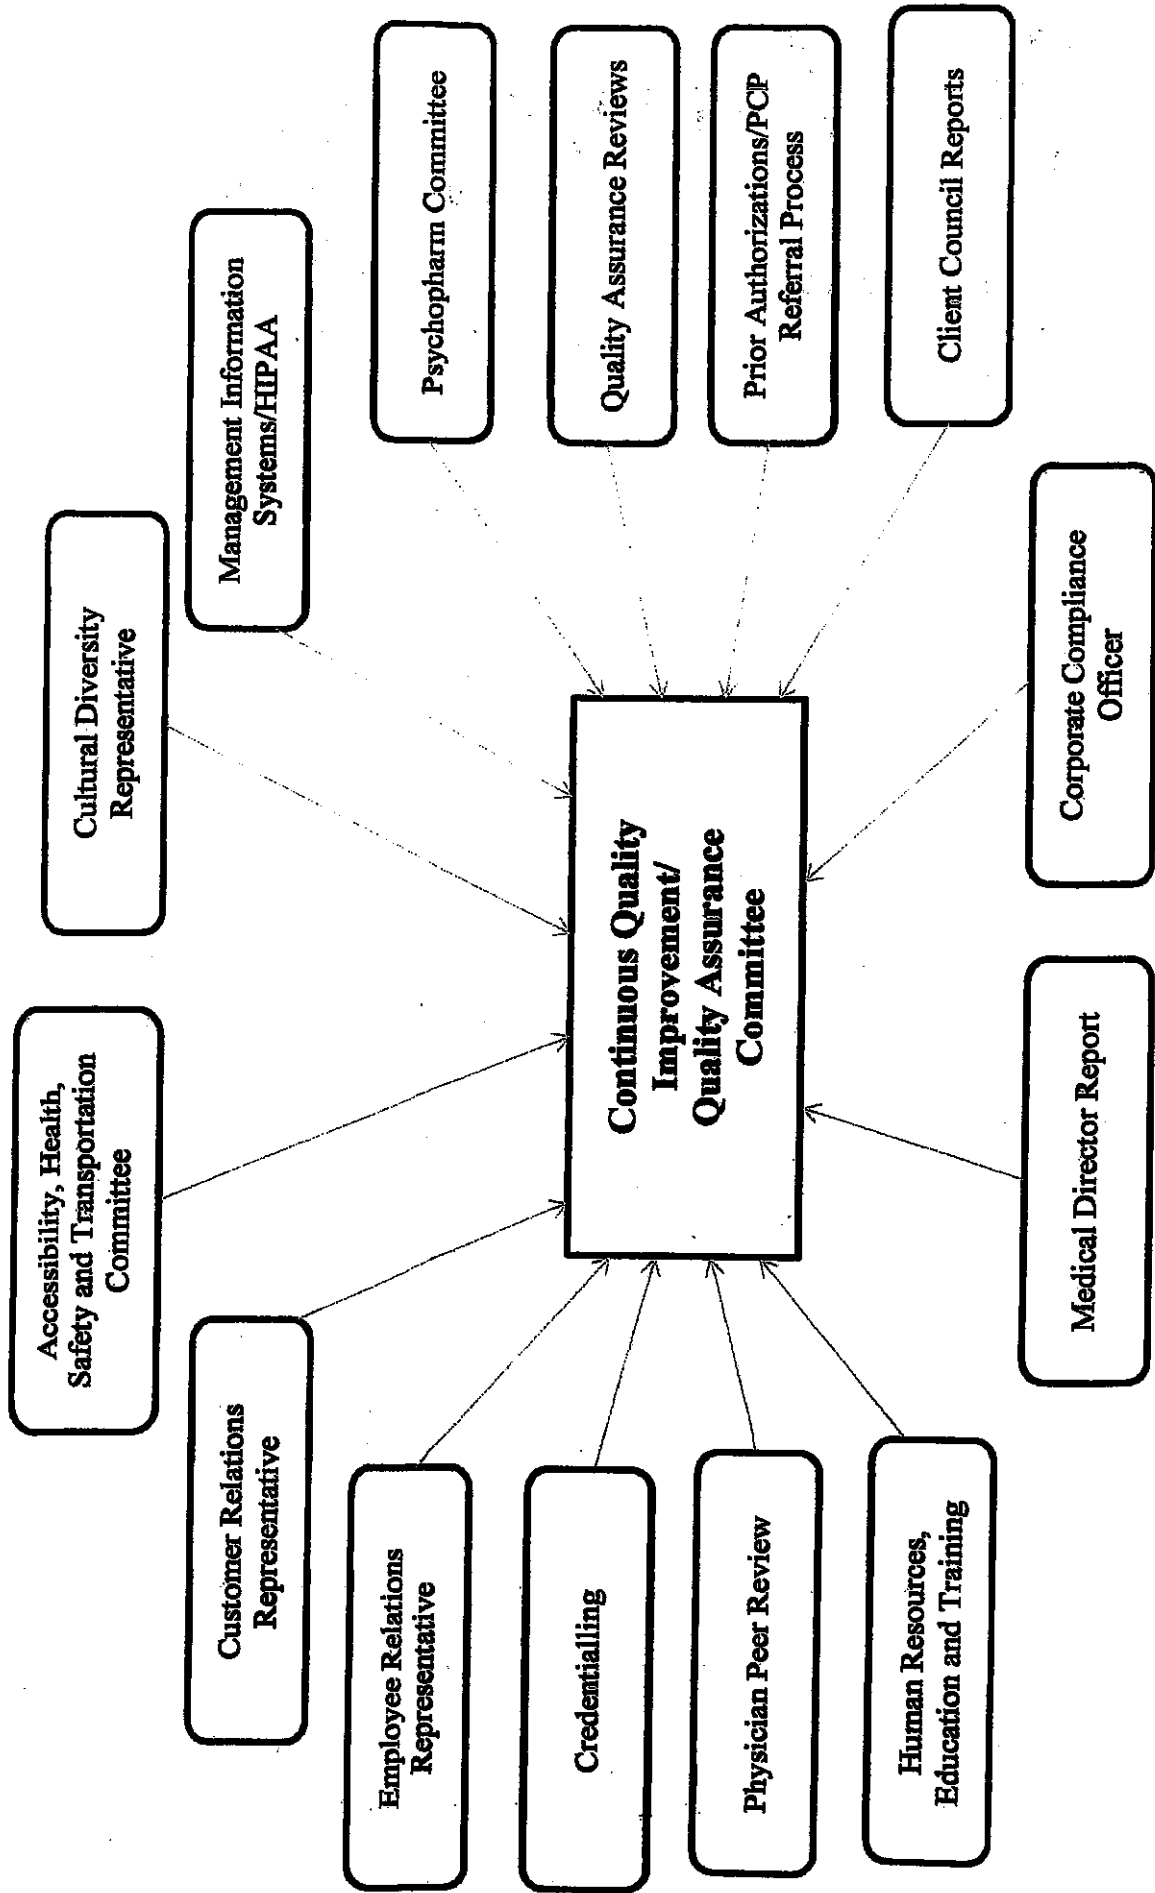 Accessibility, Health,
Safety and Transportation
Committee
Cultural Diversity
Representative
Customer Relations
Representative
Management Information
Systems/HIPAA
Employee Relations
Representative
Psychopharm Committee
Credentialling
Quality Assurance Reviews
Continuous Quality
Improvement/
Quality Assurance
Committee
Physician Peer Review
Prior Authorizations/PCP
Referral Process
Human Resources,
Education and Training
Client Council Reports
Medical Director Report
Corporate Compliance
Officer